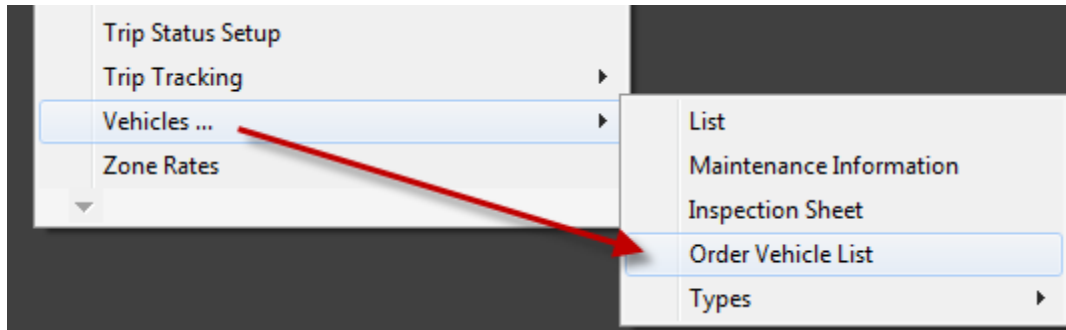 Trip Status Setup
Trip Tracking
Vehicles ...
Zone Rates
List
Maintenance Information
Inspection Sheet
Order Vehicle List
Types